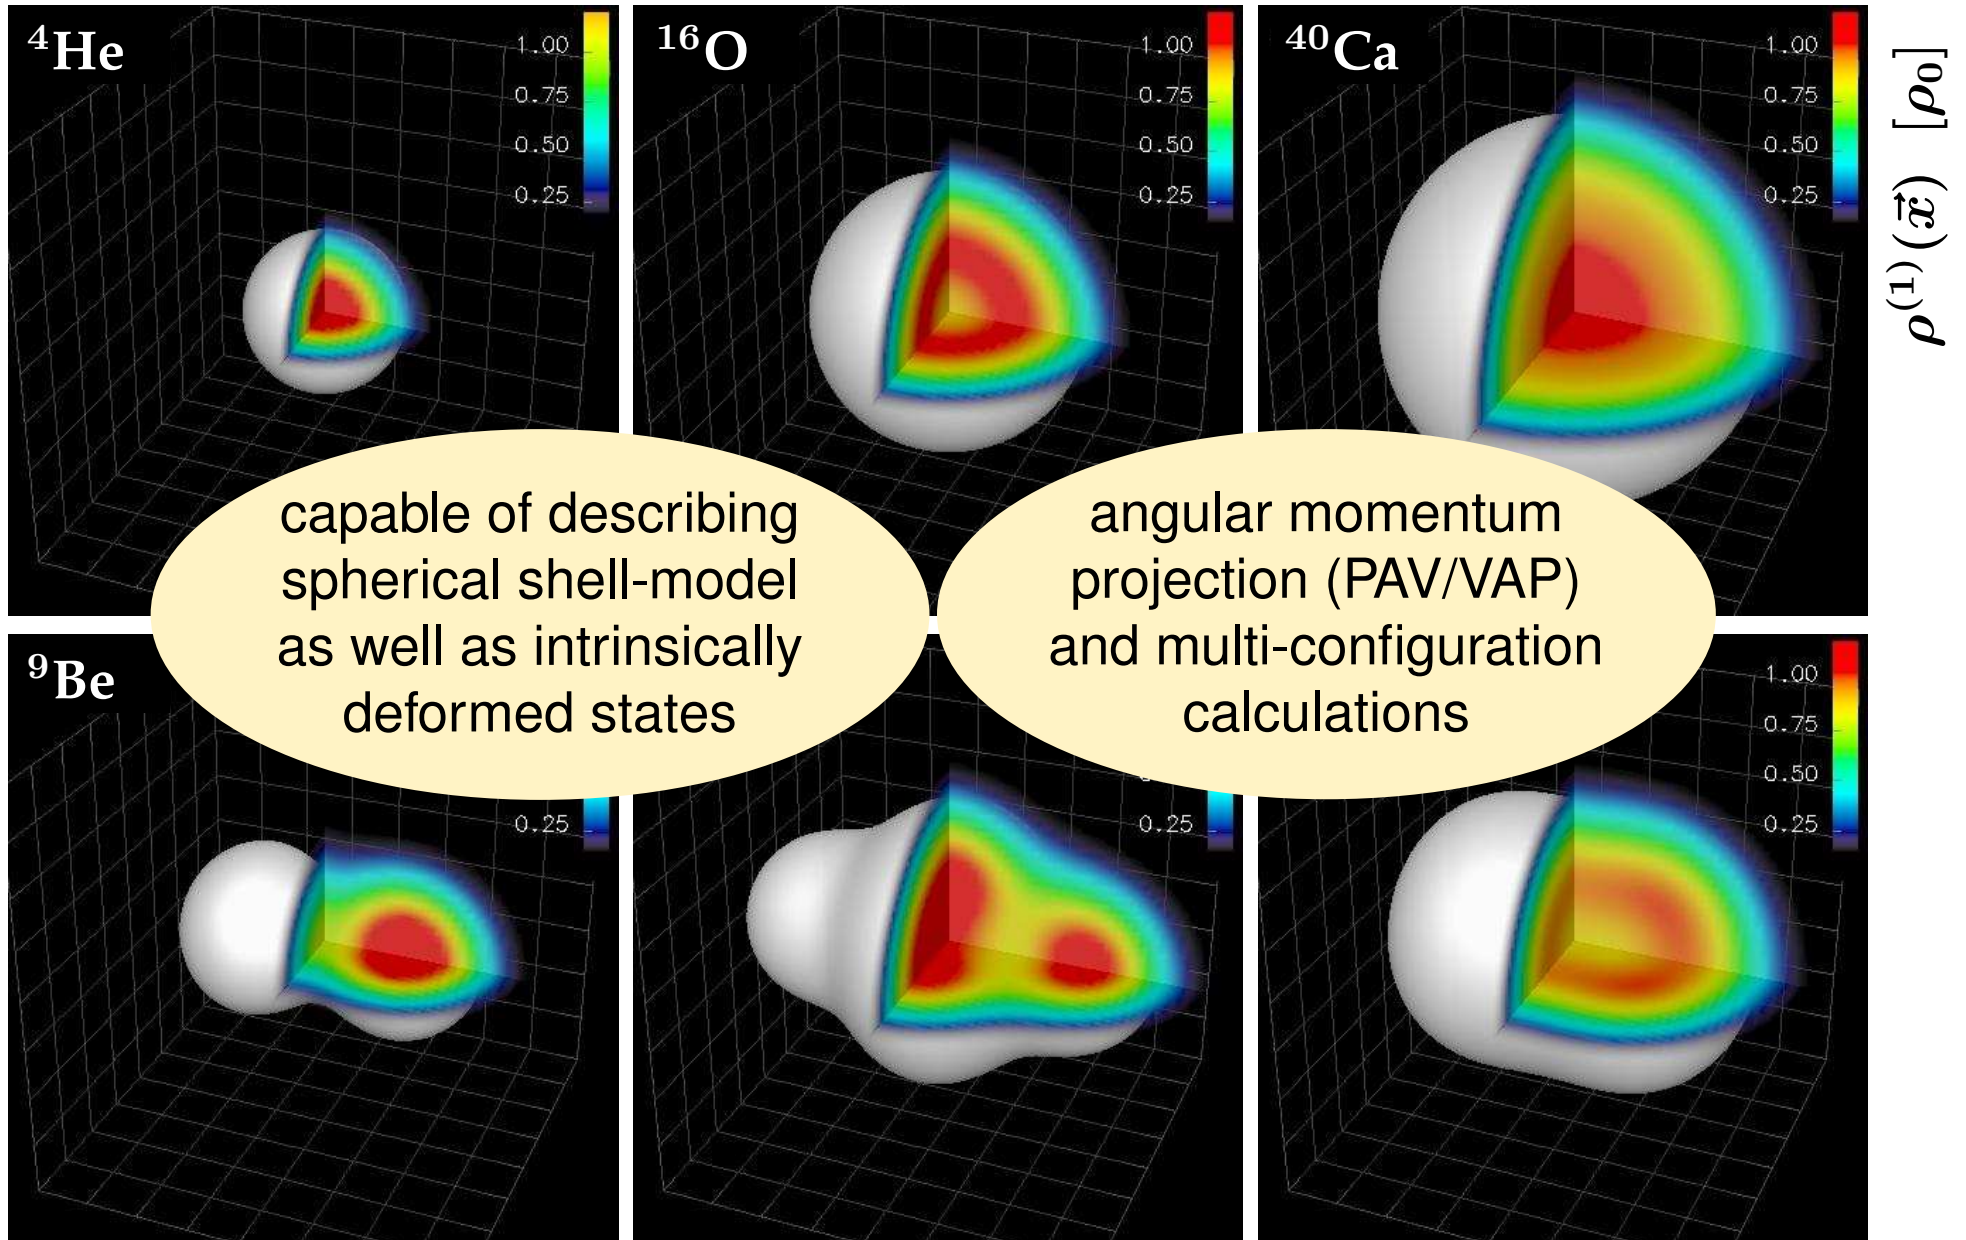 ⁴He
1.00
0.75
0.50
0.25
¹⁶O
1.00
0.75
0.50
0.25
⁴⁰Ca
1.00
0.75
0.50
0.25
ρ⁽¹⁾(x⃗) [ρ₀]
capable of describing
spherical shell-model
as well as intrinsically
deformed states
angular momentum
projection (PAV/VAP)
and multi-configuration
calculations
⁹Be
0.25
0.25
1.00
0.75
0.50
0.25